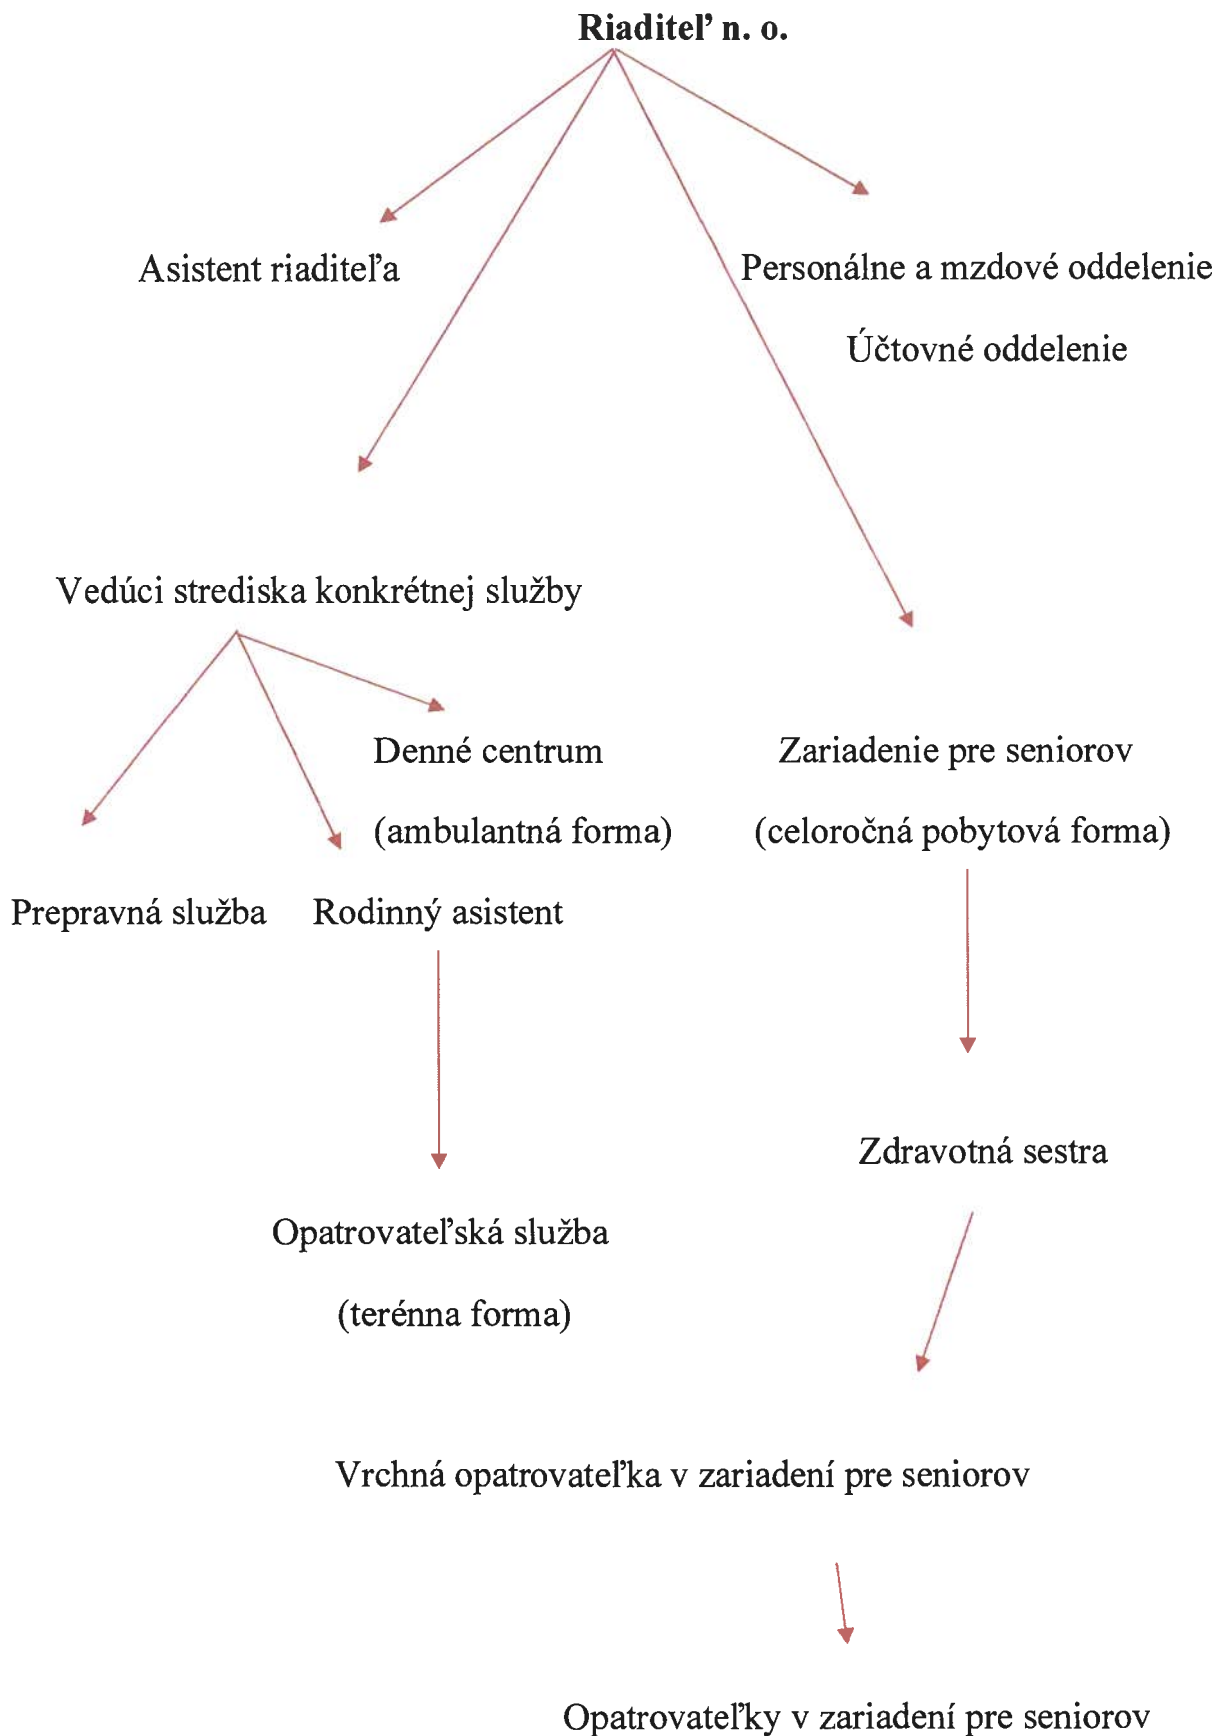 Riaditeľ n. o.
Asistent riaditeľa
Personálne a mzdové oddelenie
Účtovné oddelenie
Vedúci strediska konkrétnej služby
Denné centrum
(ambulantná forma)
Zariadenie pre seniorov
(celoročná pobytová forma)
Prepravná služba
Rodinný asistent
Zdravotná sestra
Opatrovateľská služba
(terénna forma)
Vrchná opatrovateľka v zariadení pre seniorov
Opatrovateľky v zariadení pre seniorov